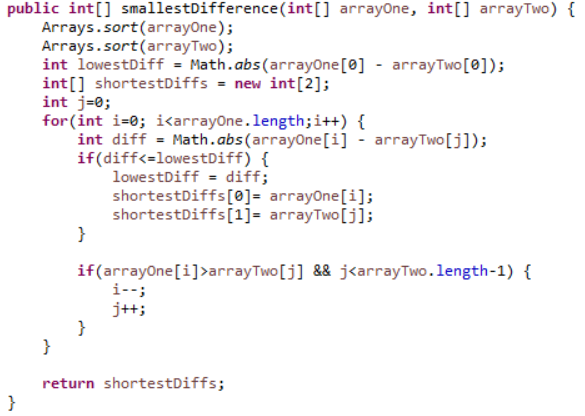 public int[] smallestDifference(int[] arrayOne, int[] arrayTwo) {
    Arrays.sort(arrayOne);
    Arrays.sort(arrayTwo);
    int lowestDiff = Math.abs(arrayOne[0] - arrayTwo[0]);
    int[] shortestDiffs = new int[2];
    int j=0;
    for(int i=0; i<arrayOne.length;i++) {
        int diff = Math.abs(arrayOne[i] - arrayTwo[j]);
        if(diff<=lowestDiff) {
            lowestDiff = diff;
            shortestDiffs[0]= arrayOne[i];
            shortestDiffs[1]= arrayTwo[j];
        }

        if(arrayOne[i]>arrayTwo[j] && j<arrayTwo.length-1) {
            i--;
            j++;
        }
    }

    return shortestDiffs;
}